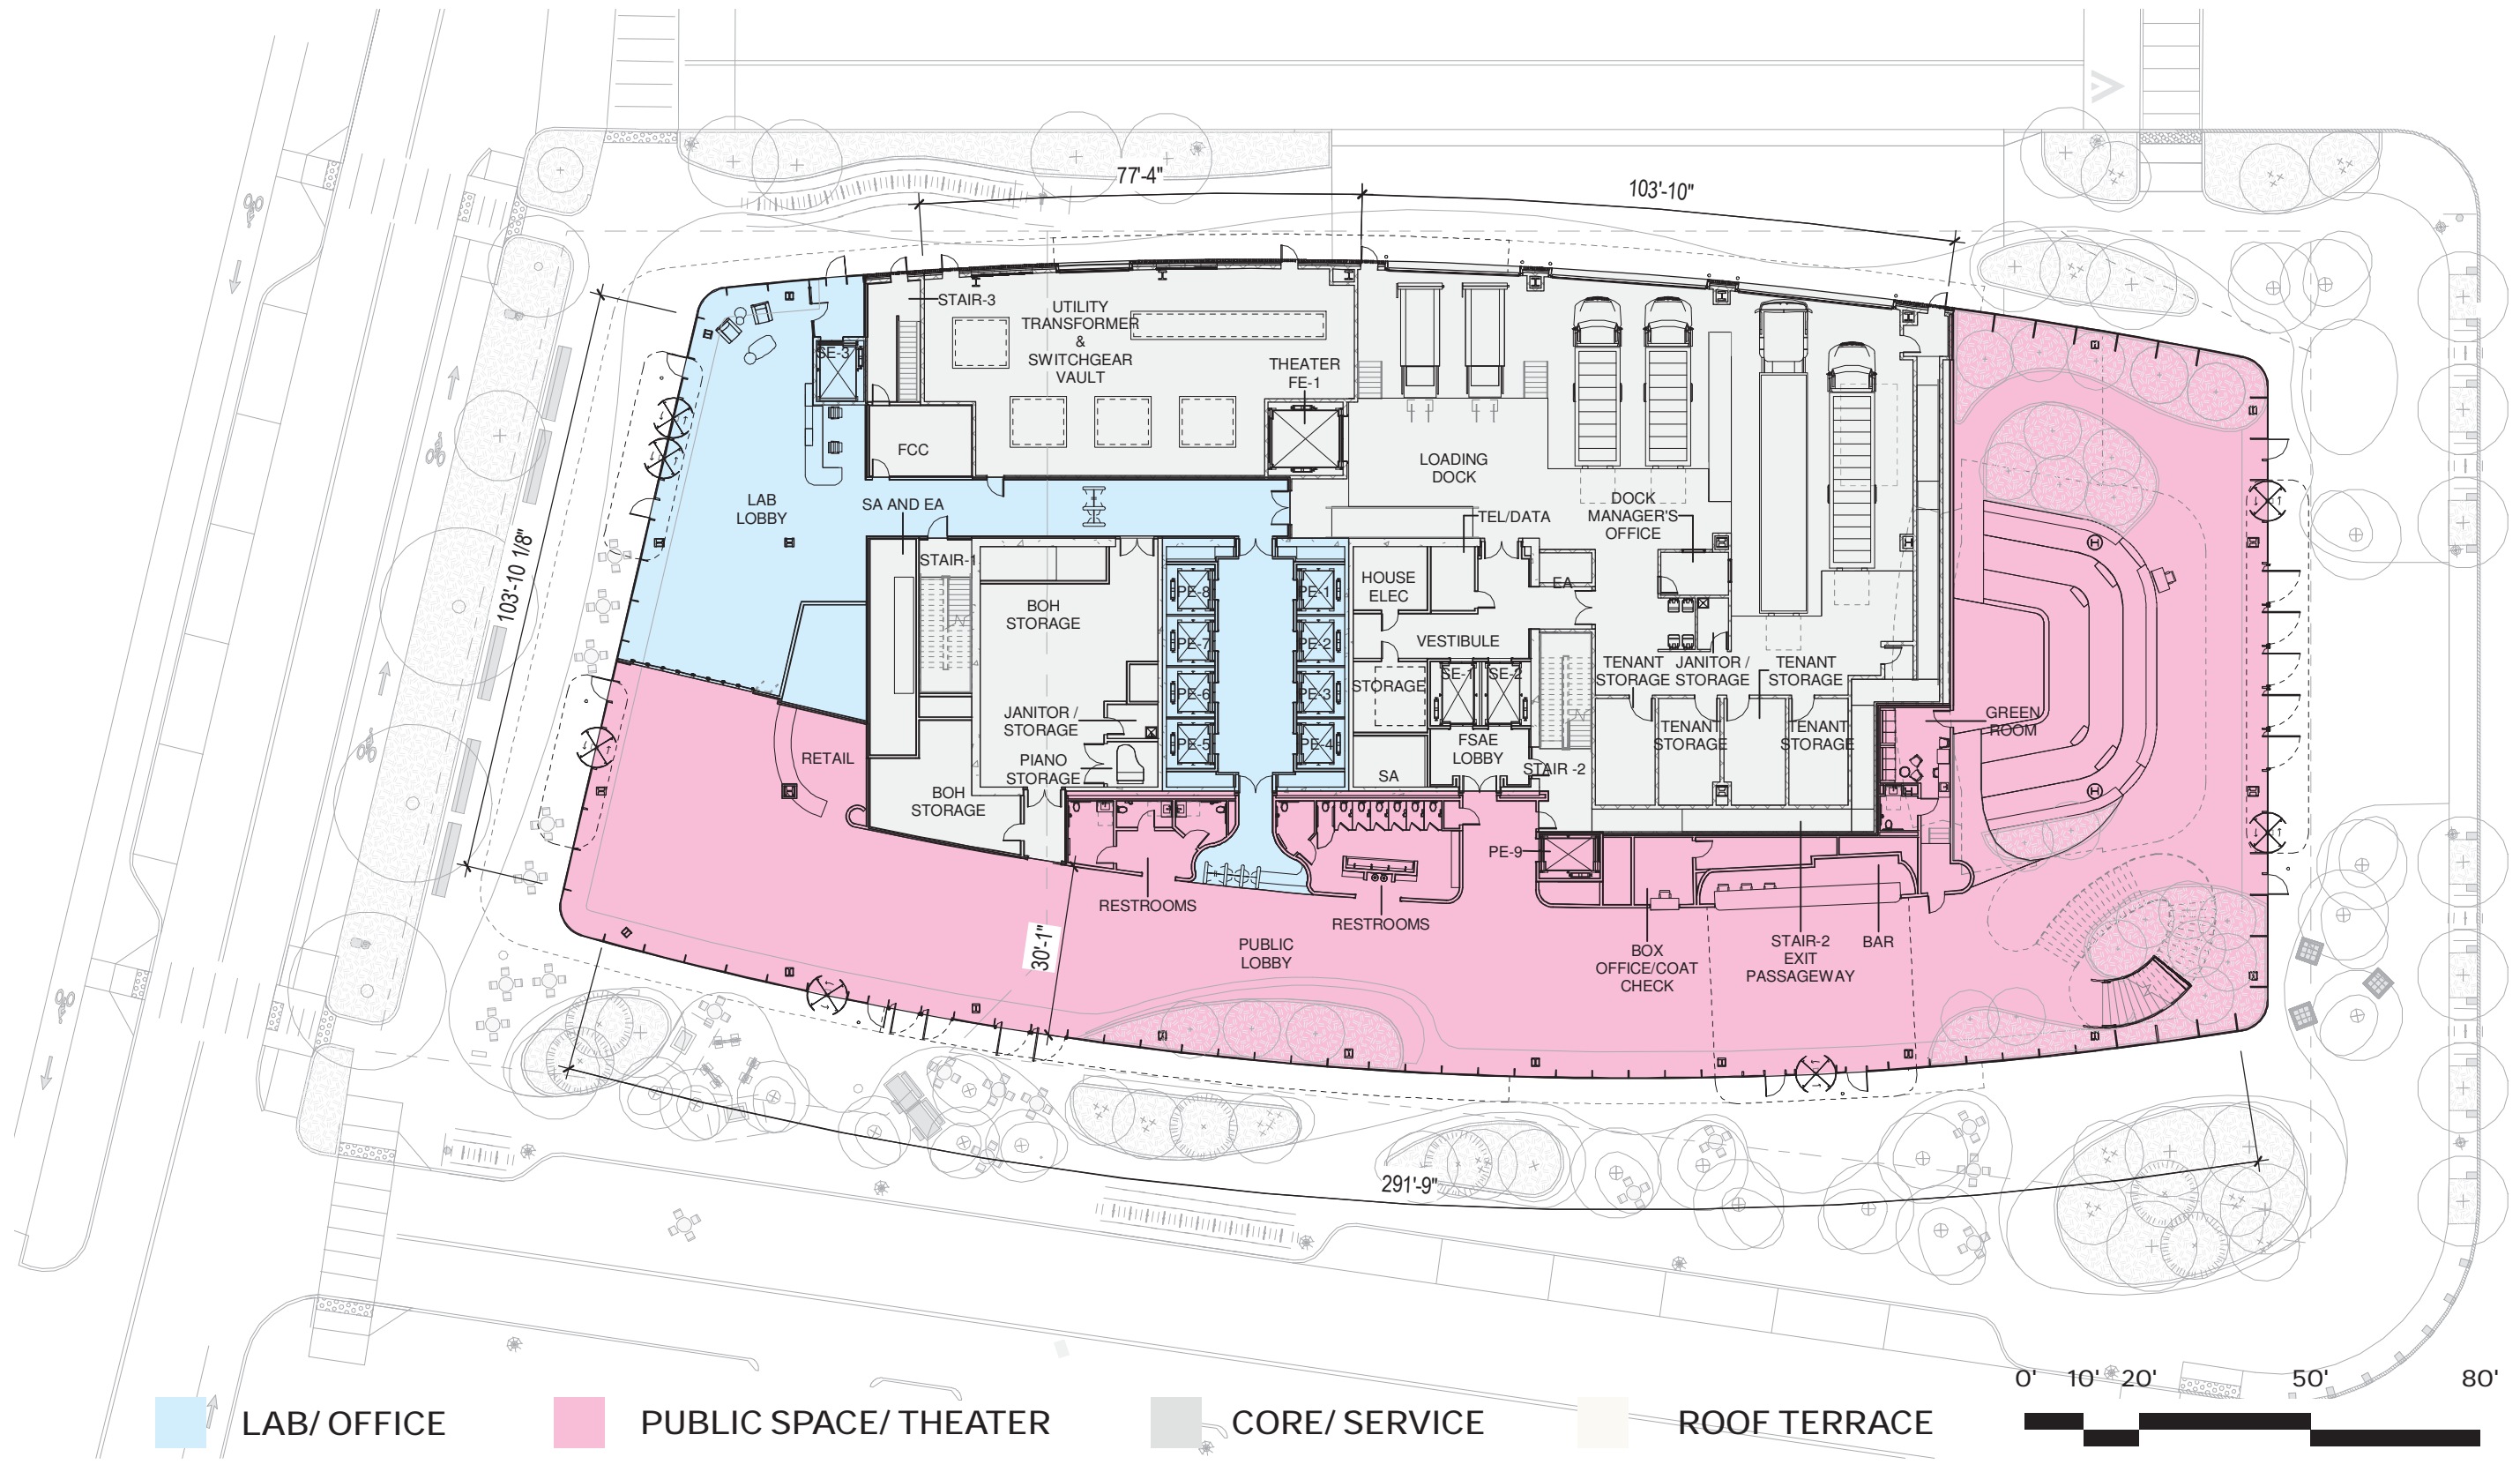 77'-4"
103'-10"
STAIR-3
UTILITY
TRANSFORMER
&
SWITCHGEAR
VAULT
SE-3
THEATER
FE-1
FCC
LOADING
DOCK
LAB
LOBBY
SA AND EA
DOCK
MANAGER'S
OFFICE
TEL/DATA
103'-10 1/8"
STAIR-1
HOUSE
ELEC
EA
BOH
STORAGE
PE-8
PE-1
PE-7
PE-2
VESTIBULE
PE-6
PE-3
STORAGE
SE-1
SE-2
TENANT
STORAGE
JANITOR /
STORAGE
TENANT
STORAGE
JANITOR /
STORAGE
PE-5
PE-4
FSAE
LOBBY
TENANT
STORAGE
TENANT
STORAGE
GREEN
ROOM
RETAIL
PIANO
STORAGE
SA
STAIR -2
BOH
STORAGE
PE-9
RESTROOMS
RESTROOMS
30'-1"
PUBLIC
LOBBY
BOX
OFFICE/COAT
CHECK
STAIR-2
EXIT
PASSAGEWAY
BAR
291'-9"
0' 10' 20' 50' 80'
LAB/ OFFICE
PUBLIC SPACE/ THEATER
CORE/ SERVICE
ROOF TERRACE